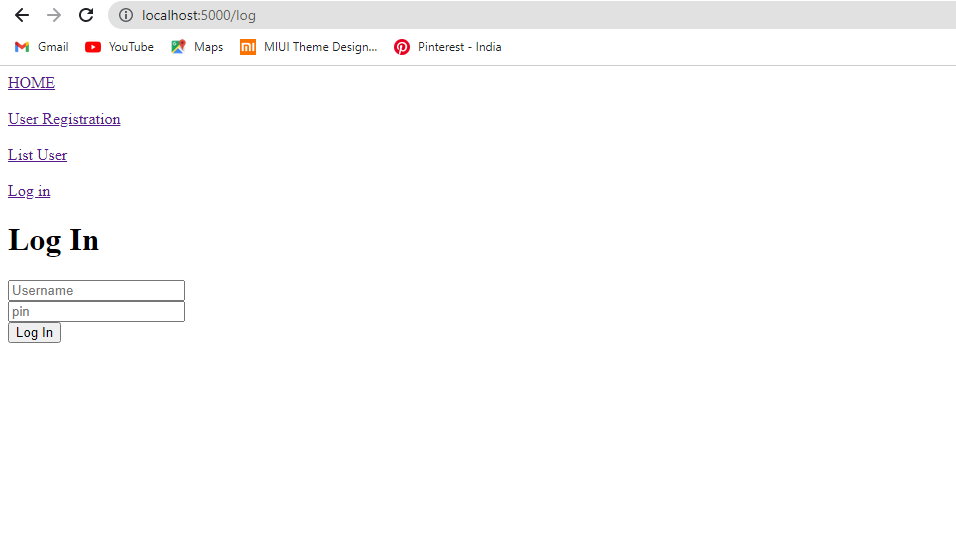 localhost:5000/log
Gmail YouTube Maps MIUI Theme Design... Pinterest - India
HOME
User Registration
List User
Log in
Log In
Username
pin
Log In